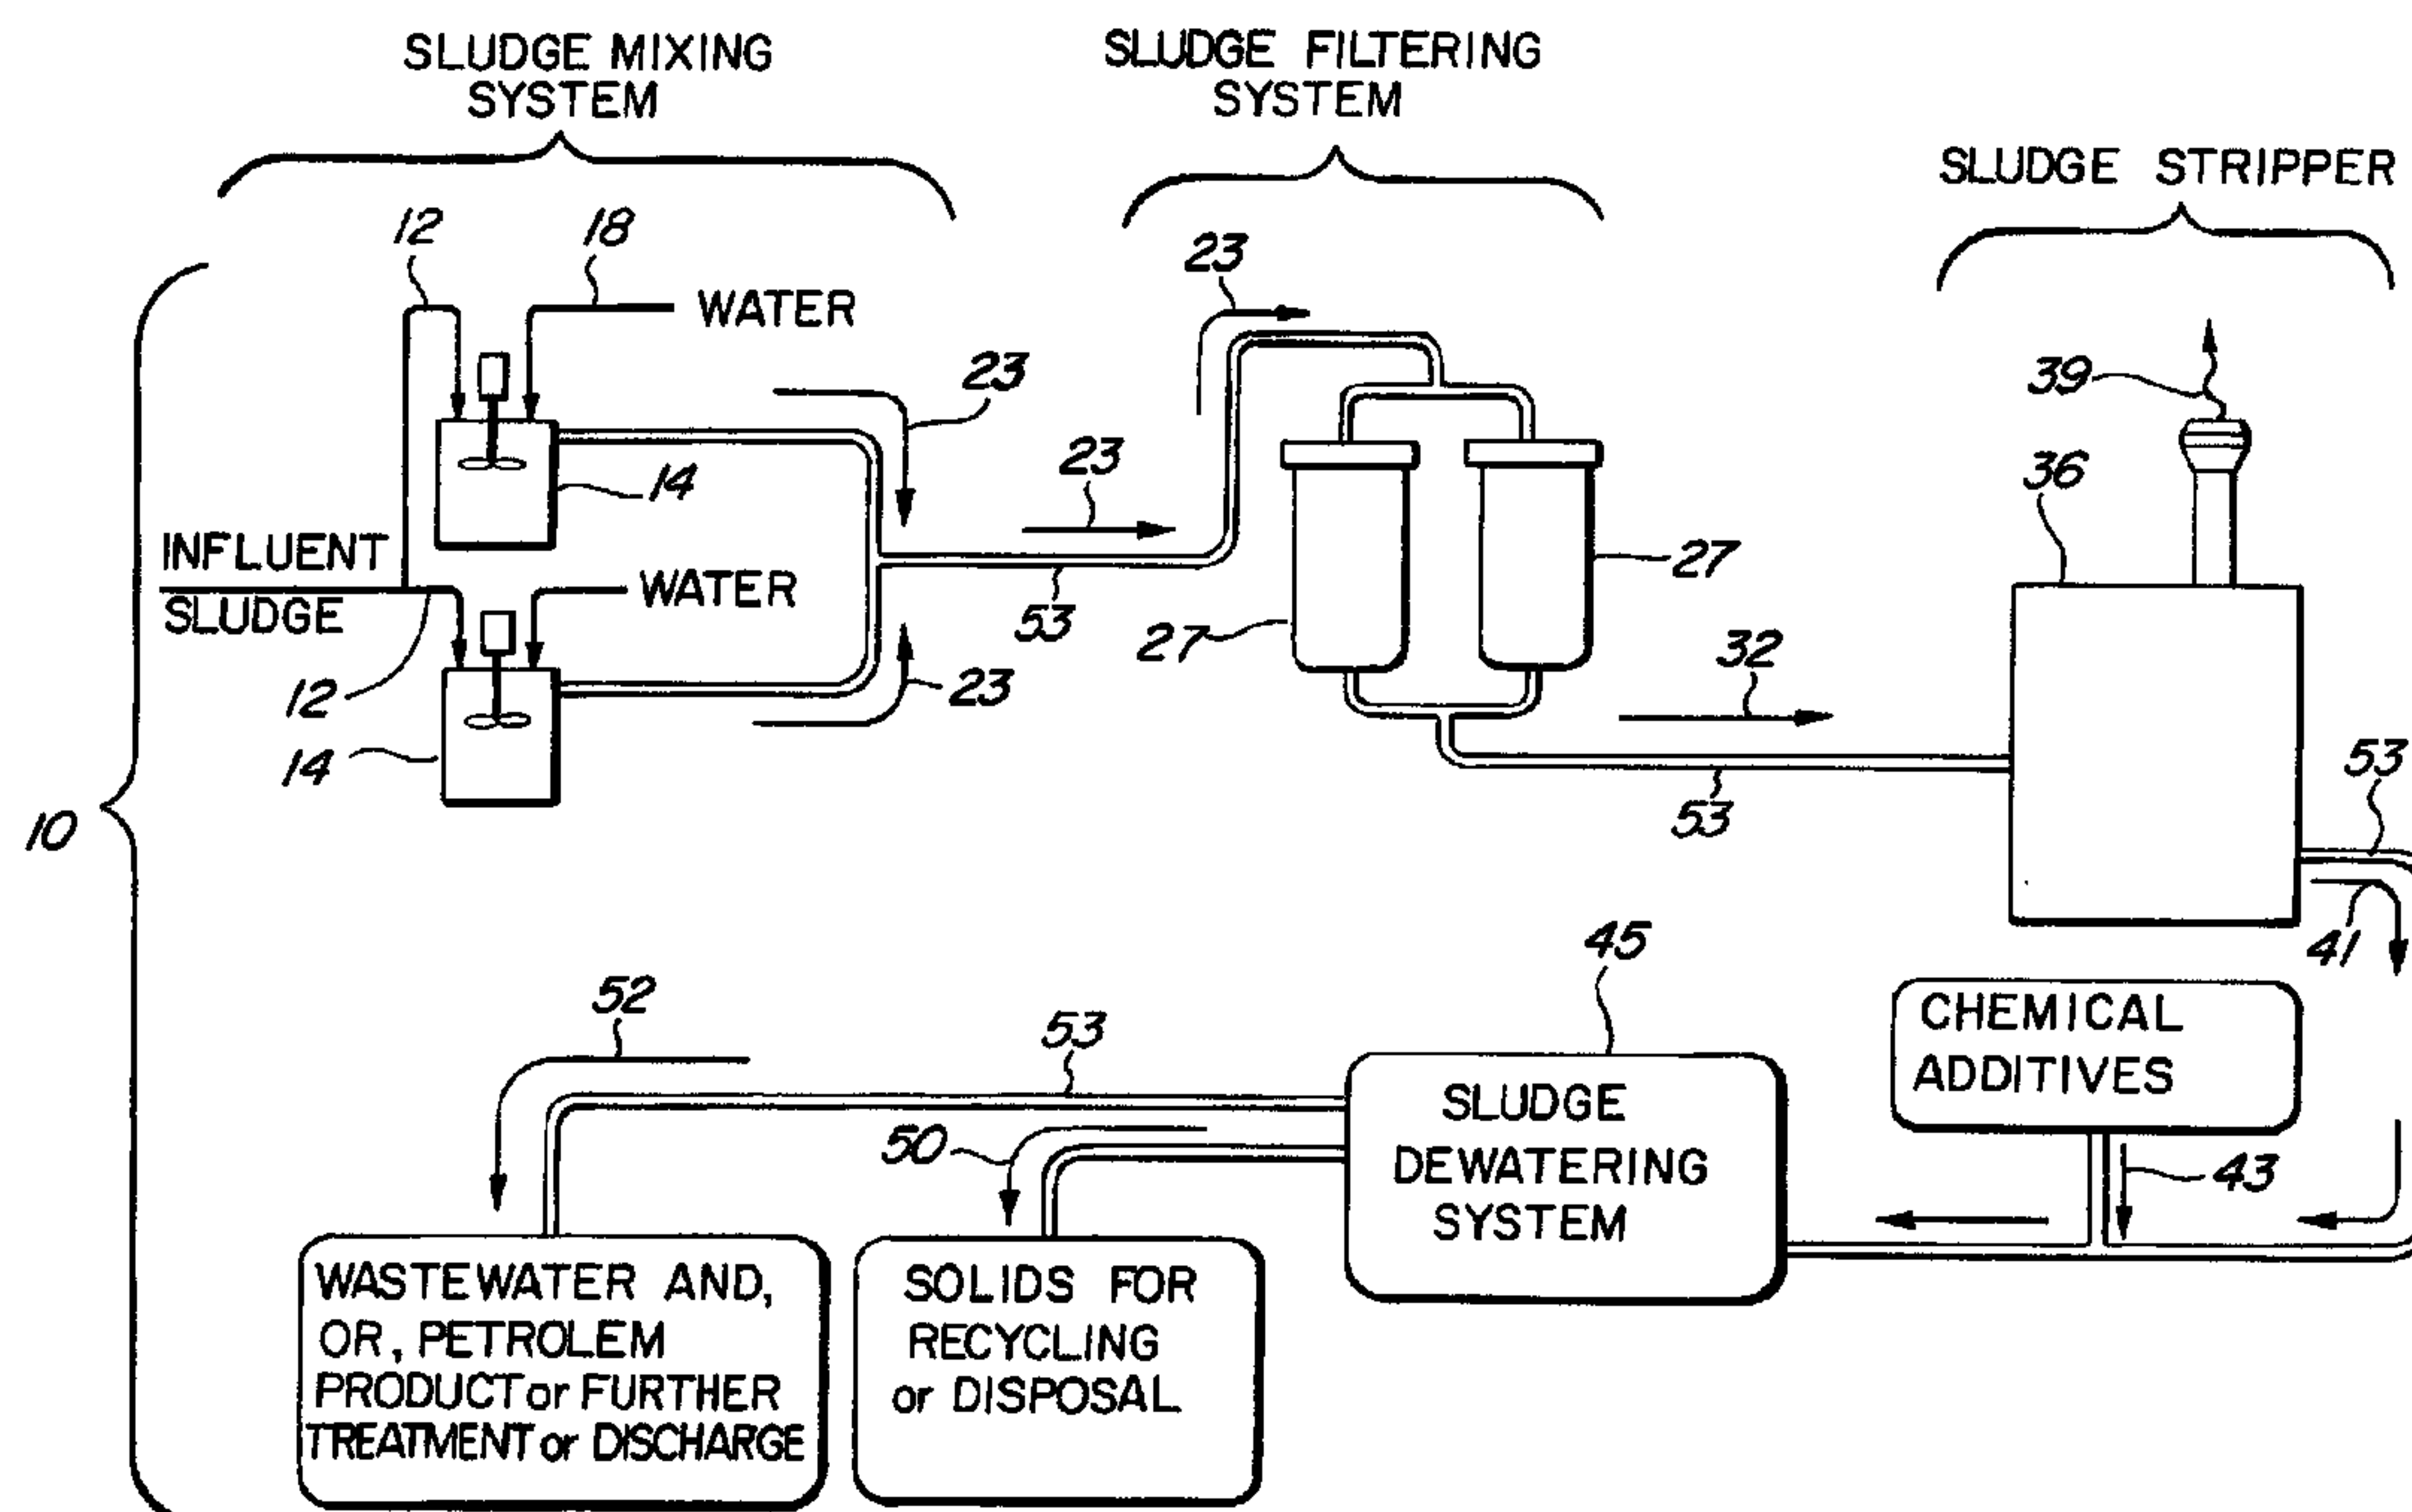 SLUDGE MIXING
SYSTEM
SLUDGE FILTERING
SYSTEM
SLUDGE STRIPPER
12
18
WATER
23
23
23
39
36
14
INFLUENT
SLUDGE
WATER
53
27
27
12
23
32
14
53
53
10
41
45
CHEMICAL
ADDITIVES
52
53
50
SLUDGE
DEWATERING
SYSTEM
43
WASTEWATER AND,
OR, PETROLEM
PRODUCT or FURTHER
TREATMENT or DISCHARGE
SOLIDS FOR
RECYCLING
or DISPOSAL